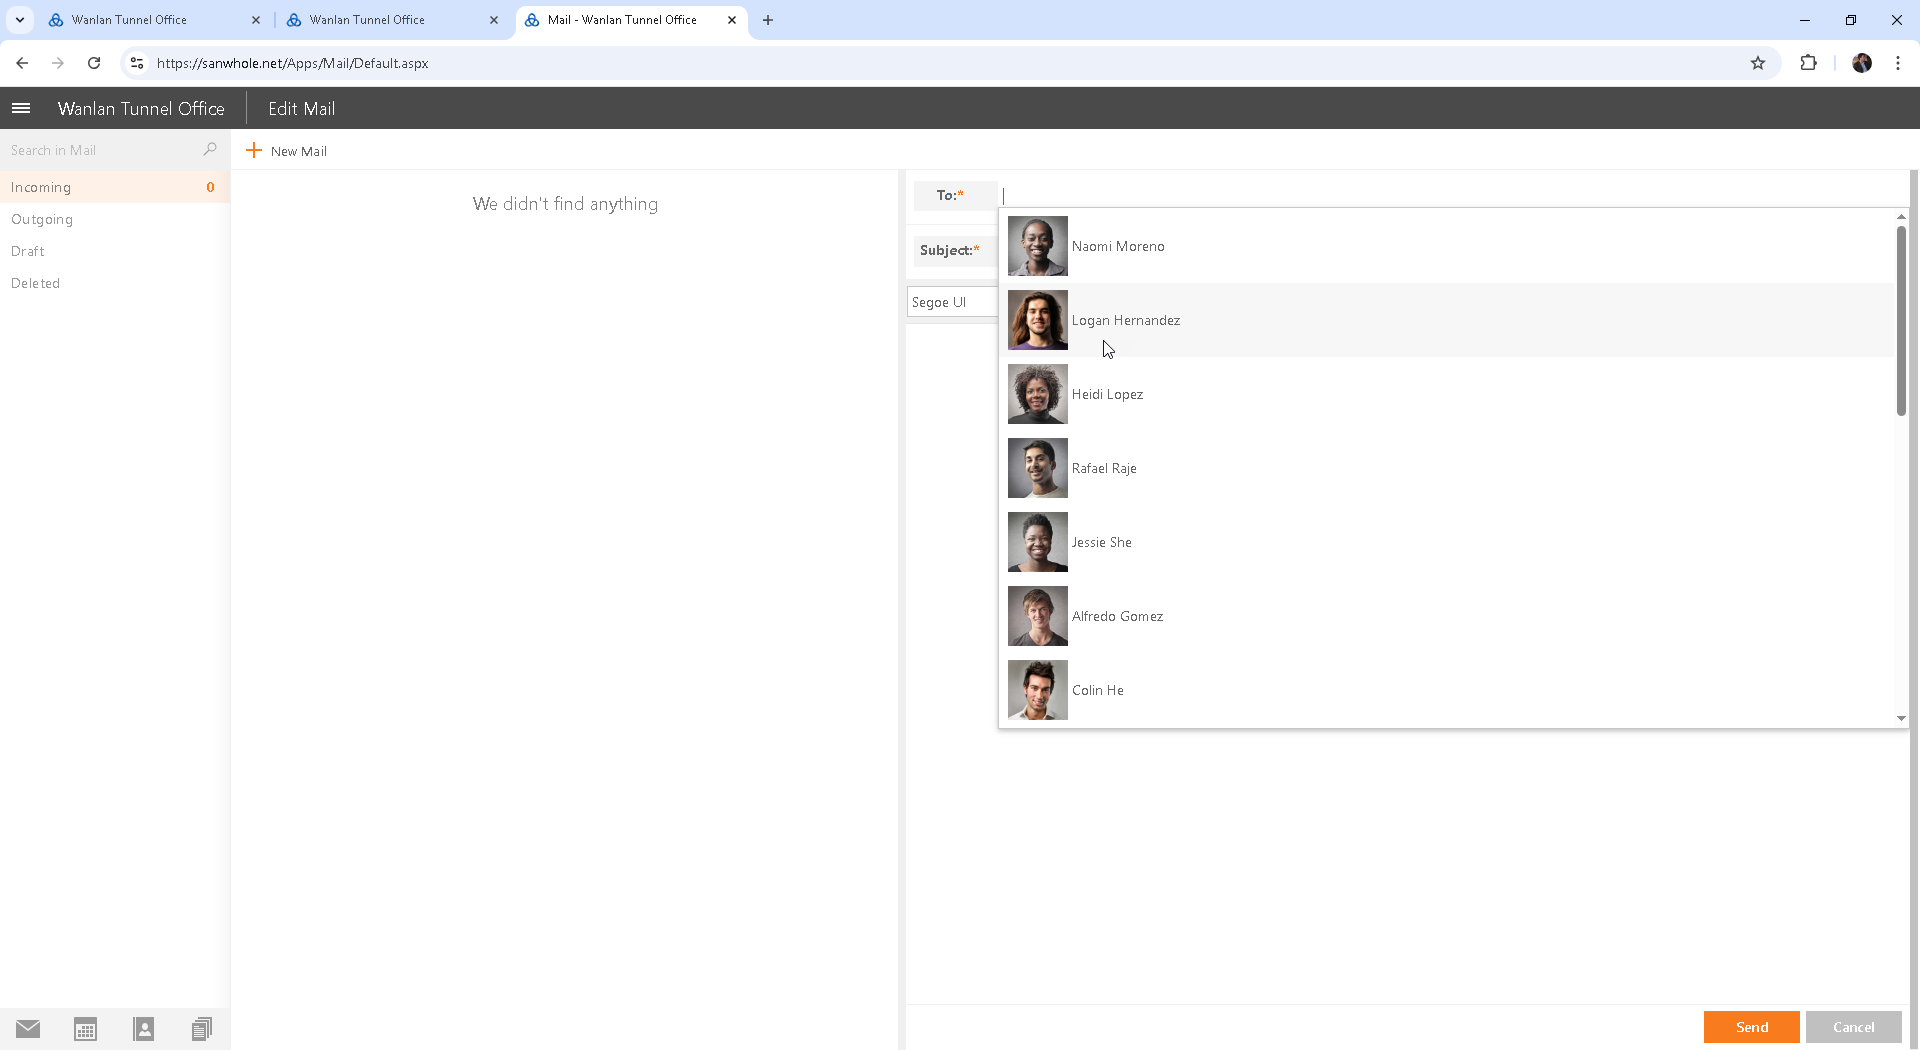 Wanlan Tunnel Office
Wanlan Tunnel Office
Mail - Wanlan Tunnel Office
https://sanwhole.net/Apps/Mail/Default.aspx
Wanlan Tunnel Office
Edit Mail
Search in Mail
New Mail
Incoming 0
Outgoing
Draft
Deleted
We didn't find anything
To:*
Subject:*
Segoe UI
Naomi Moreno
Logan Hernandez
Heidi Lopez
Rafael Raje
Jessie She
Alfredo Gomez
Colin He
Send
Cancel